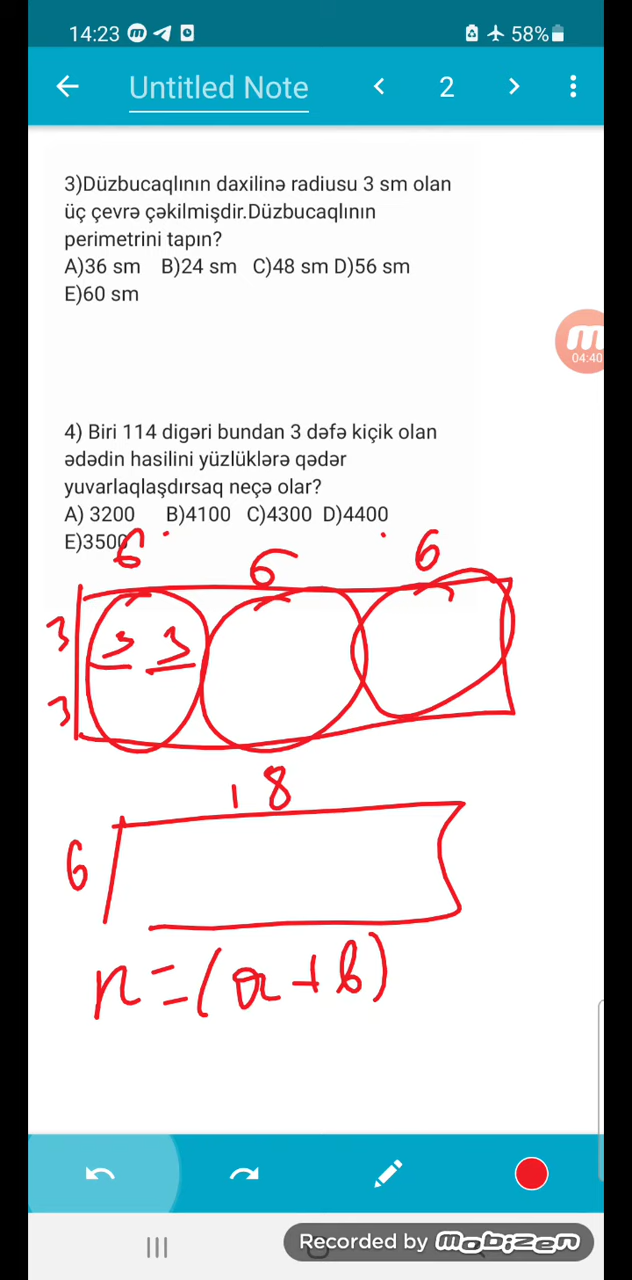 14:23 58%
Untitled Note < 2 >
3)Düzbucaqlının daxilinə radiusu 3 sm olan
üç çevrə çəkilmişdir.Düzbucaqlının
perimetrini tapın?
A)36 sm B)24 sm C)48 sm D)56 sm
E)60 sm
m
04:40
4) Biri 114 digəri bundan 3 dəfə kiçik olan
ədədin hasilini yüzlüklərə qədər
yuvarlaqlaşdırsaq neçə olar?
A) 3200 B)4100 C)4300 D)4400
E)3500
6 6 6
3 3 3
3
18
6
n=(a+b)
Recorded by mobizen